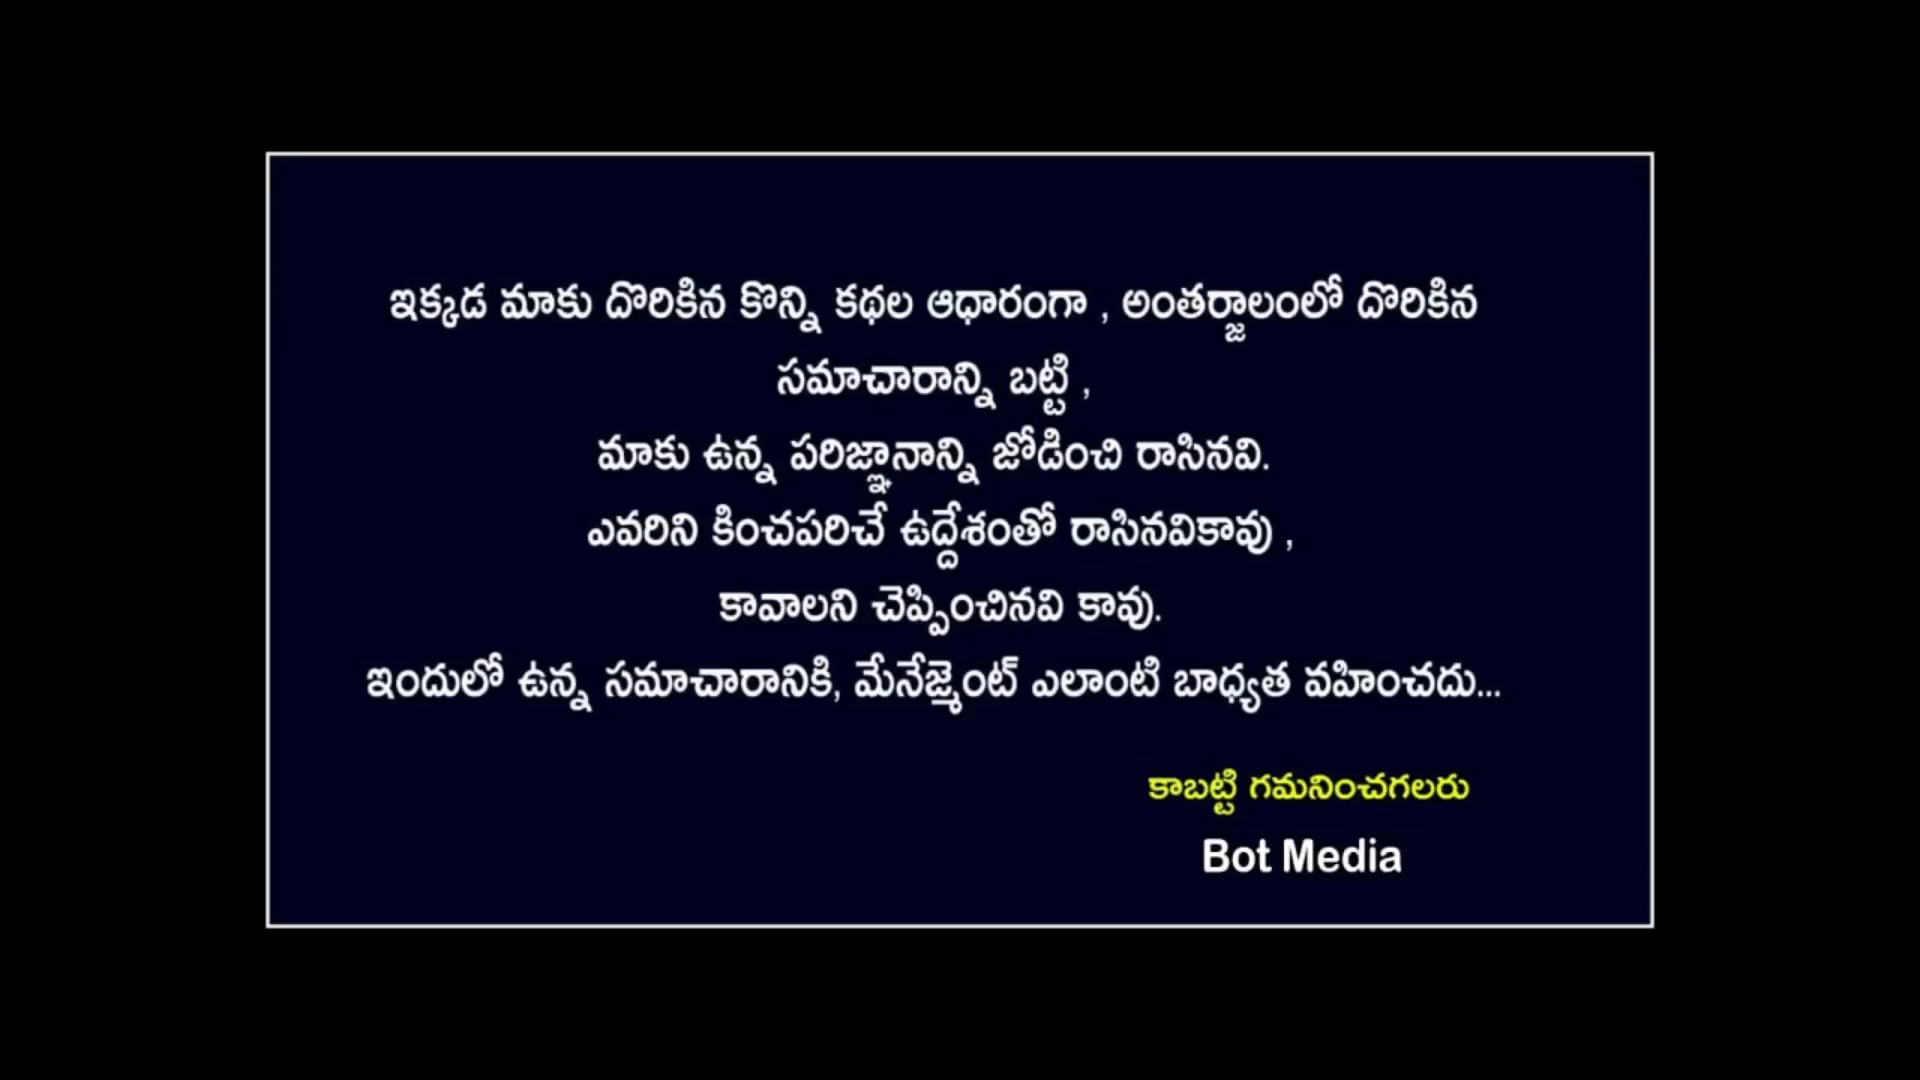 ఇక్కడ మాకు దొరికిన కొన్ని కథల ఆధారంగా , అంతర్జాలంలో దొరికిన
సమాచారాన్ని బట్టి ,
మాకు ఉన్న పరిజ్ఞానాన్ని జోడించి రాసినవి.
ఎవరిని కించపరిచే ఉద్దేశంతో రాసినవికావు ,
కావాలని చెప్పించినవి కావు.
ఇందులో ఉన్న సమాచారానికి, మేనేజ్మెంట్ ఎలాంటి బాధ్యత వహించదు...
కాబట్టి గమనించగలరు
Bot Media